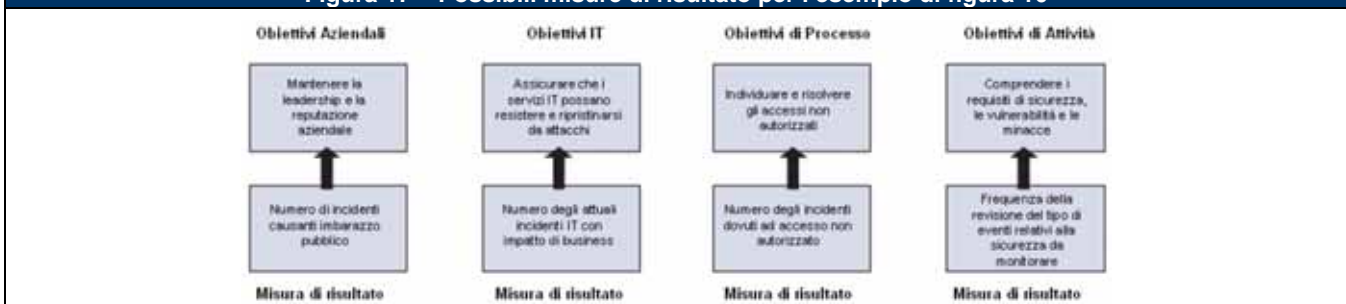 Figura 17 – Possibili misure di risultato per l'esempio di figura 16
Obiettivi Aziendali
Obiettivi IT
Obiettivi di Processo
Obiettivi di Attività
Mantenere la
leadership e la
reputazione
aziendale
Assicurare che i
servizi IT possano
resistere e ripristinarsi
da attacchi
Individuare e risolvere
gli accessi non
autorizzati
Comprendere i
requisiti di sicurezza,
le vulnerabilità e le
minacce
Numero di incidenti
causanti imbarazzo
pubblico
Numero degli attuali
incidenti IT con
impatto di business
Numero degli incidenti
dovuti ad accesso non
autorizzato
Frequenza della
revisione del tipo di
eventi relativi alla
sicurezza da
monitorare
Misura di risultato
Misura di risultato
Misura di risultato
Misura di risultato